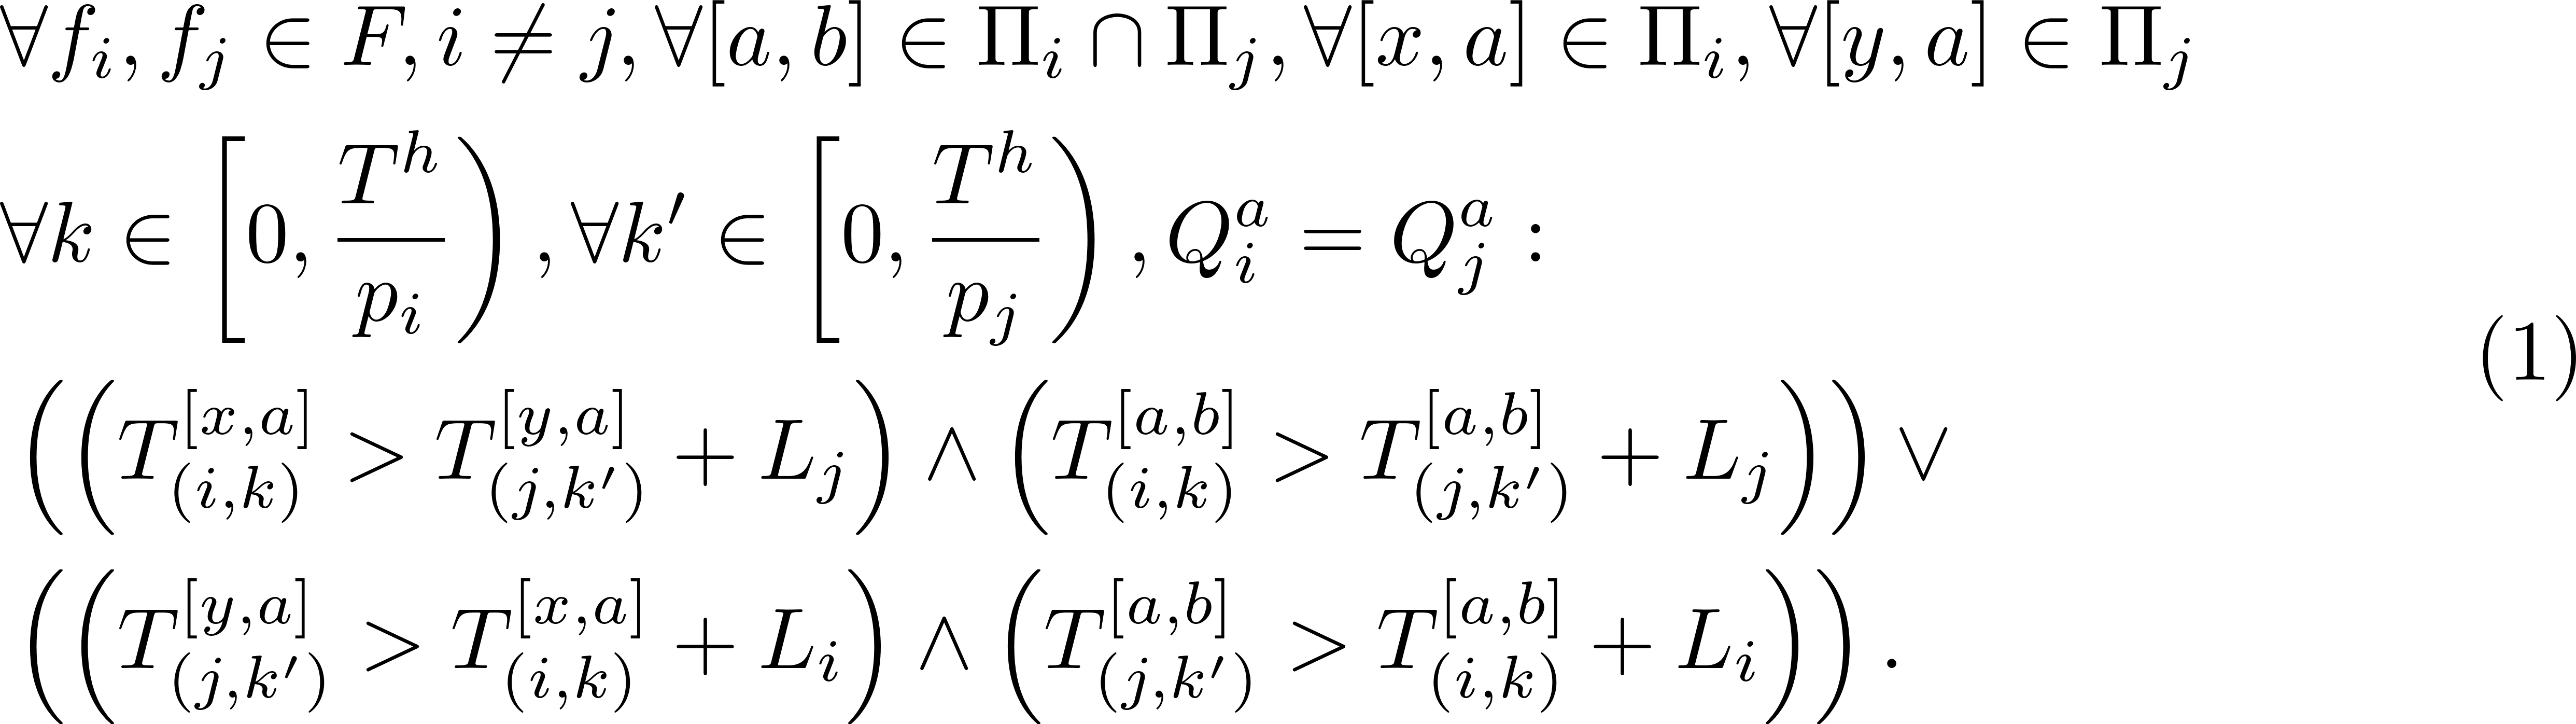 ∀f_i, f_j ∈ F, i ≠ j, ∀[a, b] ∈ Π_i ∩ Π_j, ∀[x, a] ∈ Π_i, ∀[y, a] ∈ Π_j
∀k ∈ [0, T^h/p_i), ∀k′ ∈ [0, T^h/p_j), Q_i^a = Q_j^a :
((T_{(i,k)}^{[x,a]} > T_{(j,k′)}^{[y,a]} + L_j) ∧ (T_{(i,k)}^{[a,b]} > T_{(j,k′)}^{[a,b]} + L_j)) ∨
((T_{(j,k′)}^{[y,a]} > T_{(i,k)}^{[x,a]} + L_i) ∧ (T_{(j,k′)}^{[a,b]} > T_{(i,k)}^{[a,b]} + L_i)).
(1)